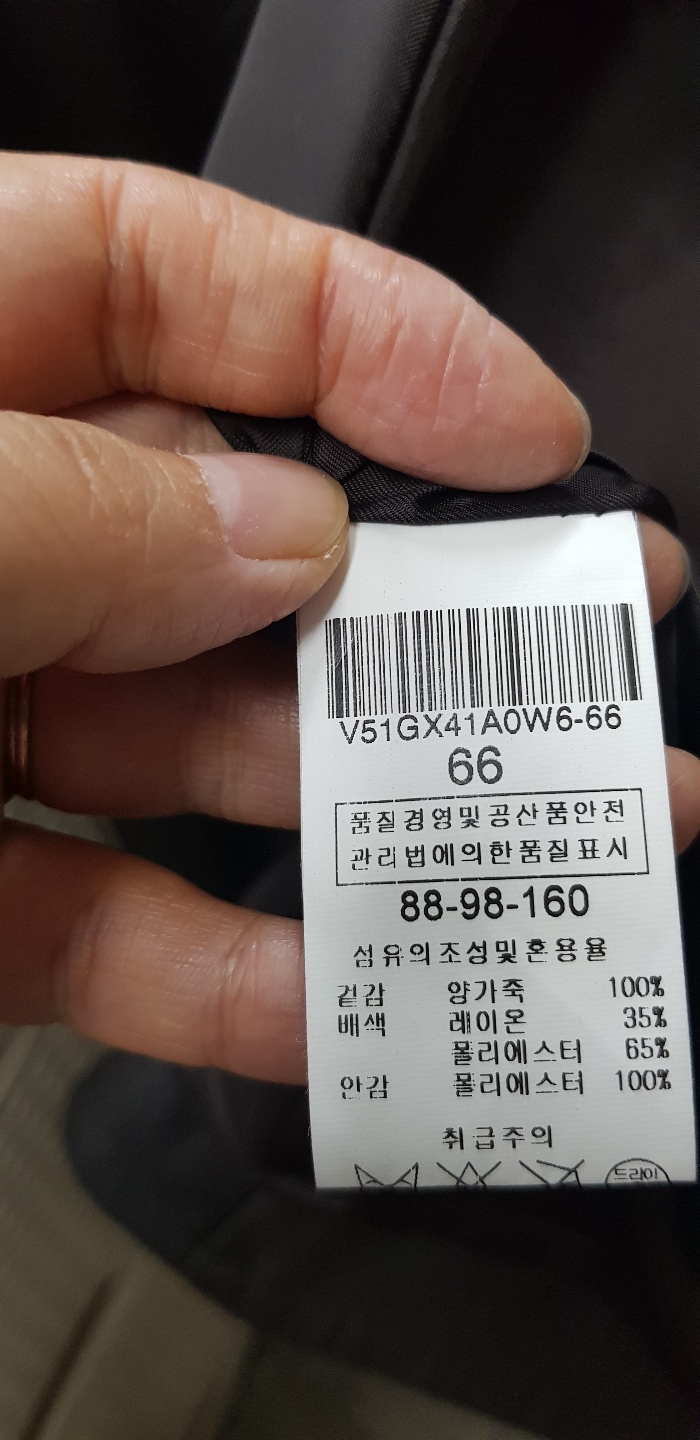 V51GX41A0W6-66
66
품질경영및공산품안전
관리법에의한품질표시
88-98-160
섬유의조성및혼용율
겉감 양가죽 100%
배색 레이온 35%
폴리에스터 65%
안감 폴리에스터 100%
취급주의
드라이